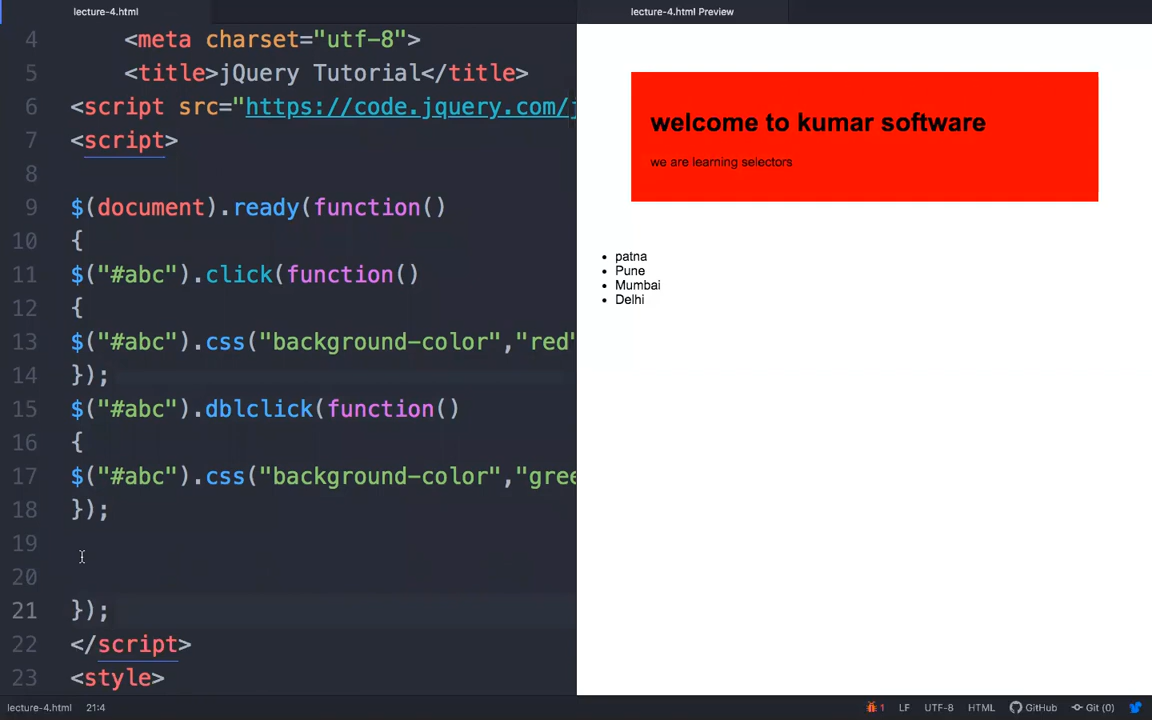 lecture-4.html
4 <meta charset="utf-8">
5 <title>jQuery Tutorial</title>
6 <script src="https://code.jquery.com/j
7 <script>
8
9 $(document).ready(function()
10 {
11 $("#abc").click(function()
12 {
13 $("#abc").css("background-color","red"
14 });
15 $("#abc").dblclick(function()
16 {
17 $("#abc").css("background-color","gree
18 });
19
20
21 });
22 </script>
23 <style>
lecture-4.html Preview
welcome to kumar software
we are learning selectors
patna
Pune
Mumbai
Delhi
lecture-4.html 21:4 1 LF UTF-8 HTML GitHub Git (0)